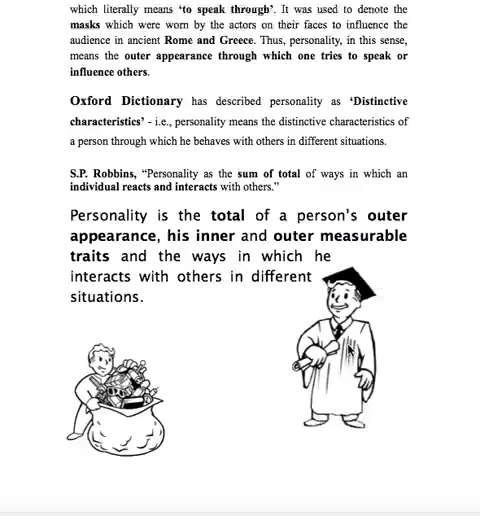 which literally means ‘to speak through’. It was used to denote the
masks which were worn by the actors on their faces to influence the
audience in ancient Rome and Greece. Thus, personality, in this sense,
means the outer appearance through which one tries to speak or
influence others.
Oxford Dictionary has described personality as ‘Distinctive
characteristics’ - i.e., personality means the distinctive characteristics of
a person through which he behaves with others in different situations.
S.P. Robbins, “Personality as the sum of total of ways in which an
individual reacts and interacts with others.”
Personality is the total of a person’s outer
appearance, his inner and outer measurable
traits and the ways in which he
interacts with others in different
situations.